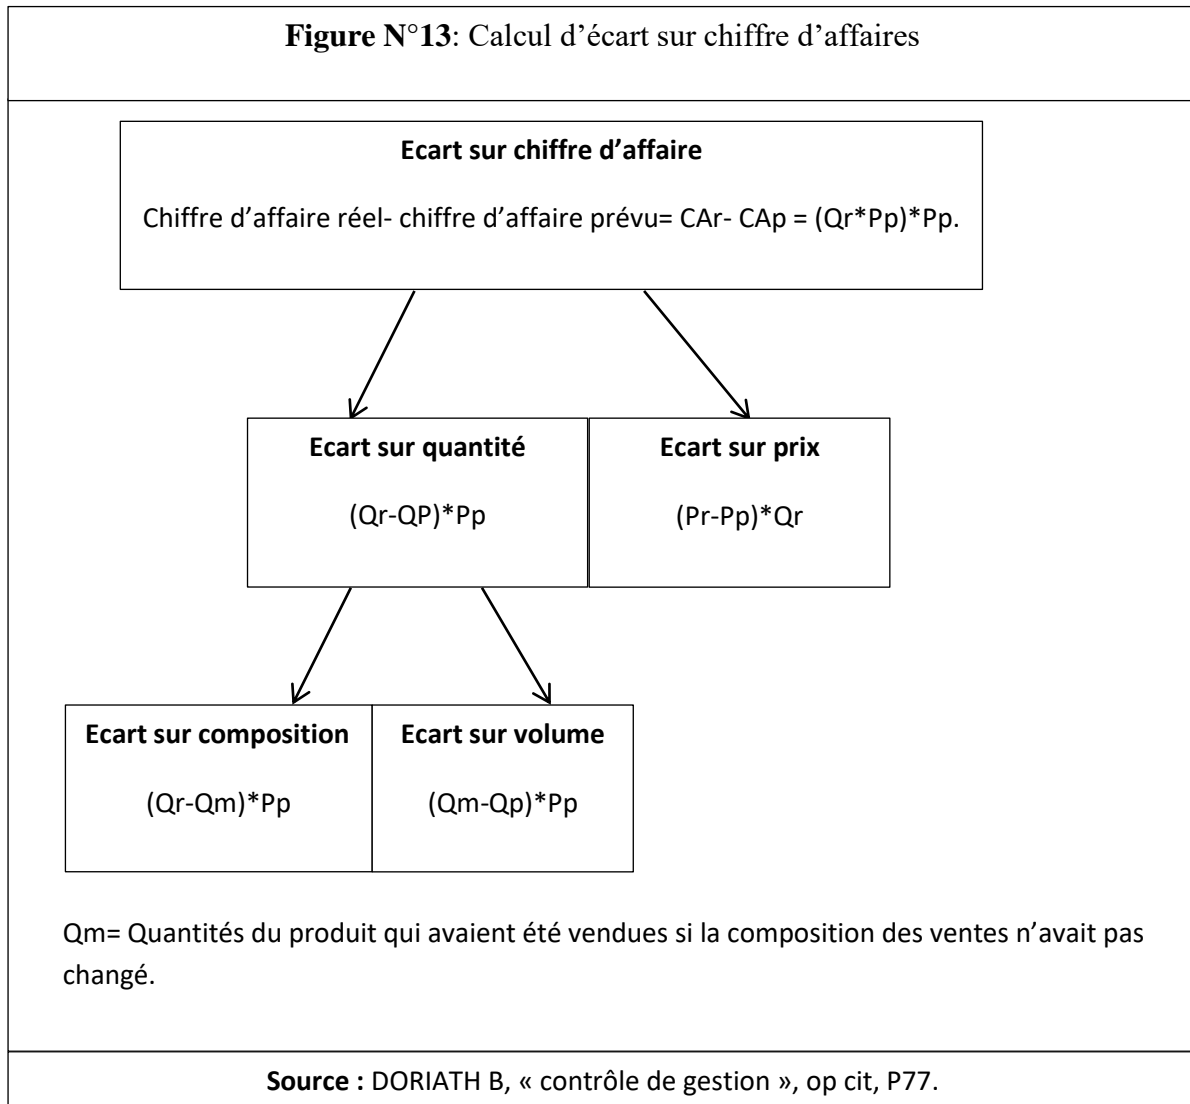 Figure N°13: Calcul d'écart sur chiffre d'affaires
Ecart sur chiffre d'affaire
Chiffre d'affaire réel- chiffre d'affaire prévu= CAr- CAp = (Qr*Pp)*Pp.
Ecart sur quantité
(Qr-QP)*Pp
Ecart sur prix
(Pr-Pp)*Qr
Ecart sur composition
(Qr-Qm)*Pp
Ecart sur volume
(Qm-Qp)*Pp
Qm= Quantités du produit qui avaient été vendues si la composition des ventes n'avait pas
changé.
Source : DORIATH B, « contrôle de gestion », op cit, P77.